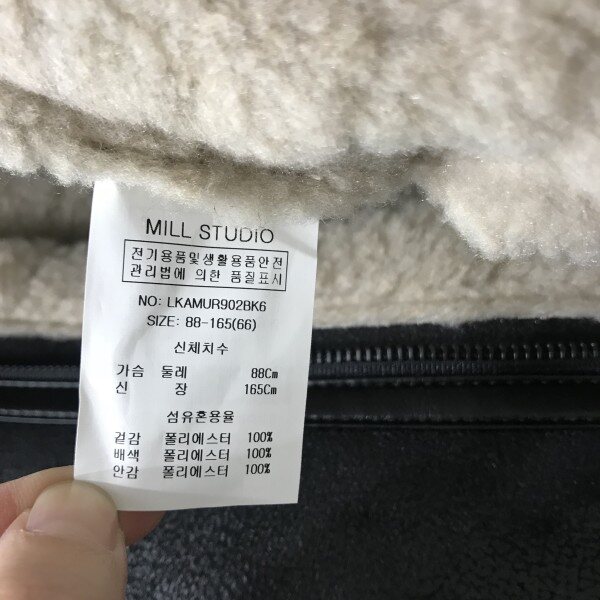 MILL STUDIO
전기용품및생활용품안전
관리법에 의한 품질표시
NO: LKAMUR902BK6
SIZE: 88-165(66)
신체치수
가슴 둘레 88Cm
신 장 165Cm
섬유혼용율
겉감 폴리에스터 100%
배색 폴리에스터 100%
안감 폴리에스터 100%